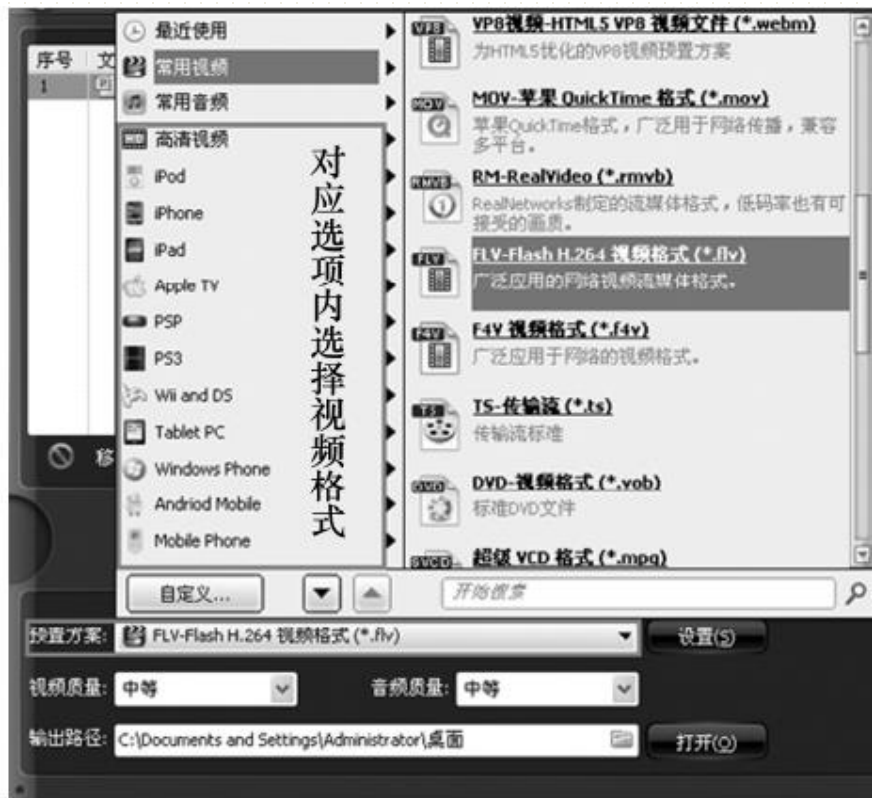 序号 文
1
最近使用
常用视频
常用音频
高清视频
iPod
iPhone
iPad
Apple TV
PSP
PS3
Wii and DS
Tablet PC
Windows Phone
Andriod Mobile
Mobile Phone
对应选项内选择视频格式
VP8
VP8视频-HTML5 VP8 视频文件 (*.webm)
为HTML5优化的VP8视频预置方案
MOV
MOV-苹果 QuickTime 格式 (*.mov)
苹果QuickTime格式，广泛用于网络传播，兼容
多平台。
RMVB
RM-RealVideo (*.rmvb)
RealNetworks制定的流媒体格式，低码率也有可
接受的画质。
FLV
FLV-Flash H.264 视频格式 (*.flv)
广泛应用的网络视频流媒体格式。
F4V
F4V 视频格式 (*.f4v)
广泛应用于网络的视频格式。
TS
TS-传输流 (*.ts)
传输流标准
DVD
DVD-视频格式 (*.vob)
标准DVD文件
SVCD
超级 VCD 格式 (*.mpg)
移
自定义...
开始搜索
预置方案: FLV-Flash H.264 视频格式 (*.flv)
设置(S)
视频质量: 中等
音频质量: 中等
输出路径: C:\Documents and Settings\Administrator\桌面
打开(O)